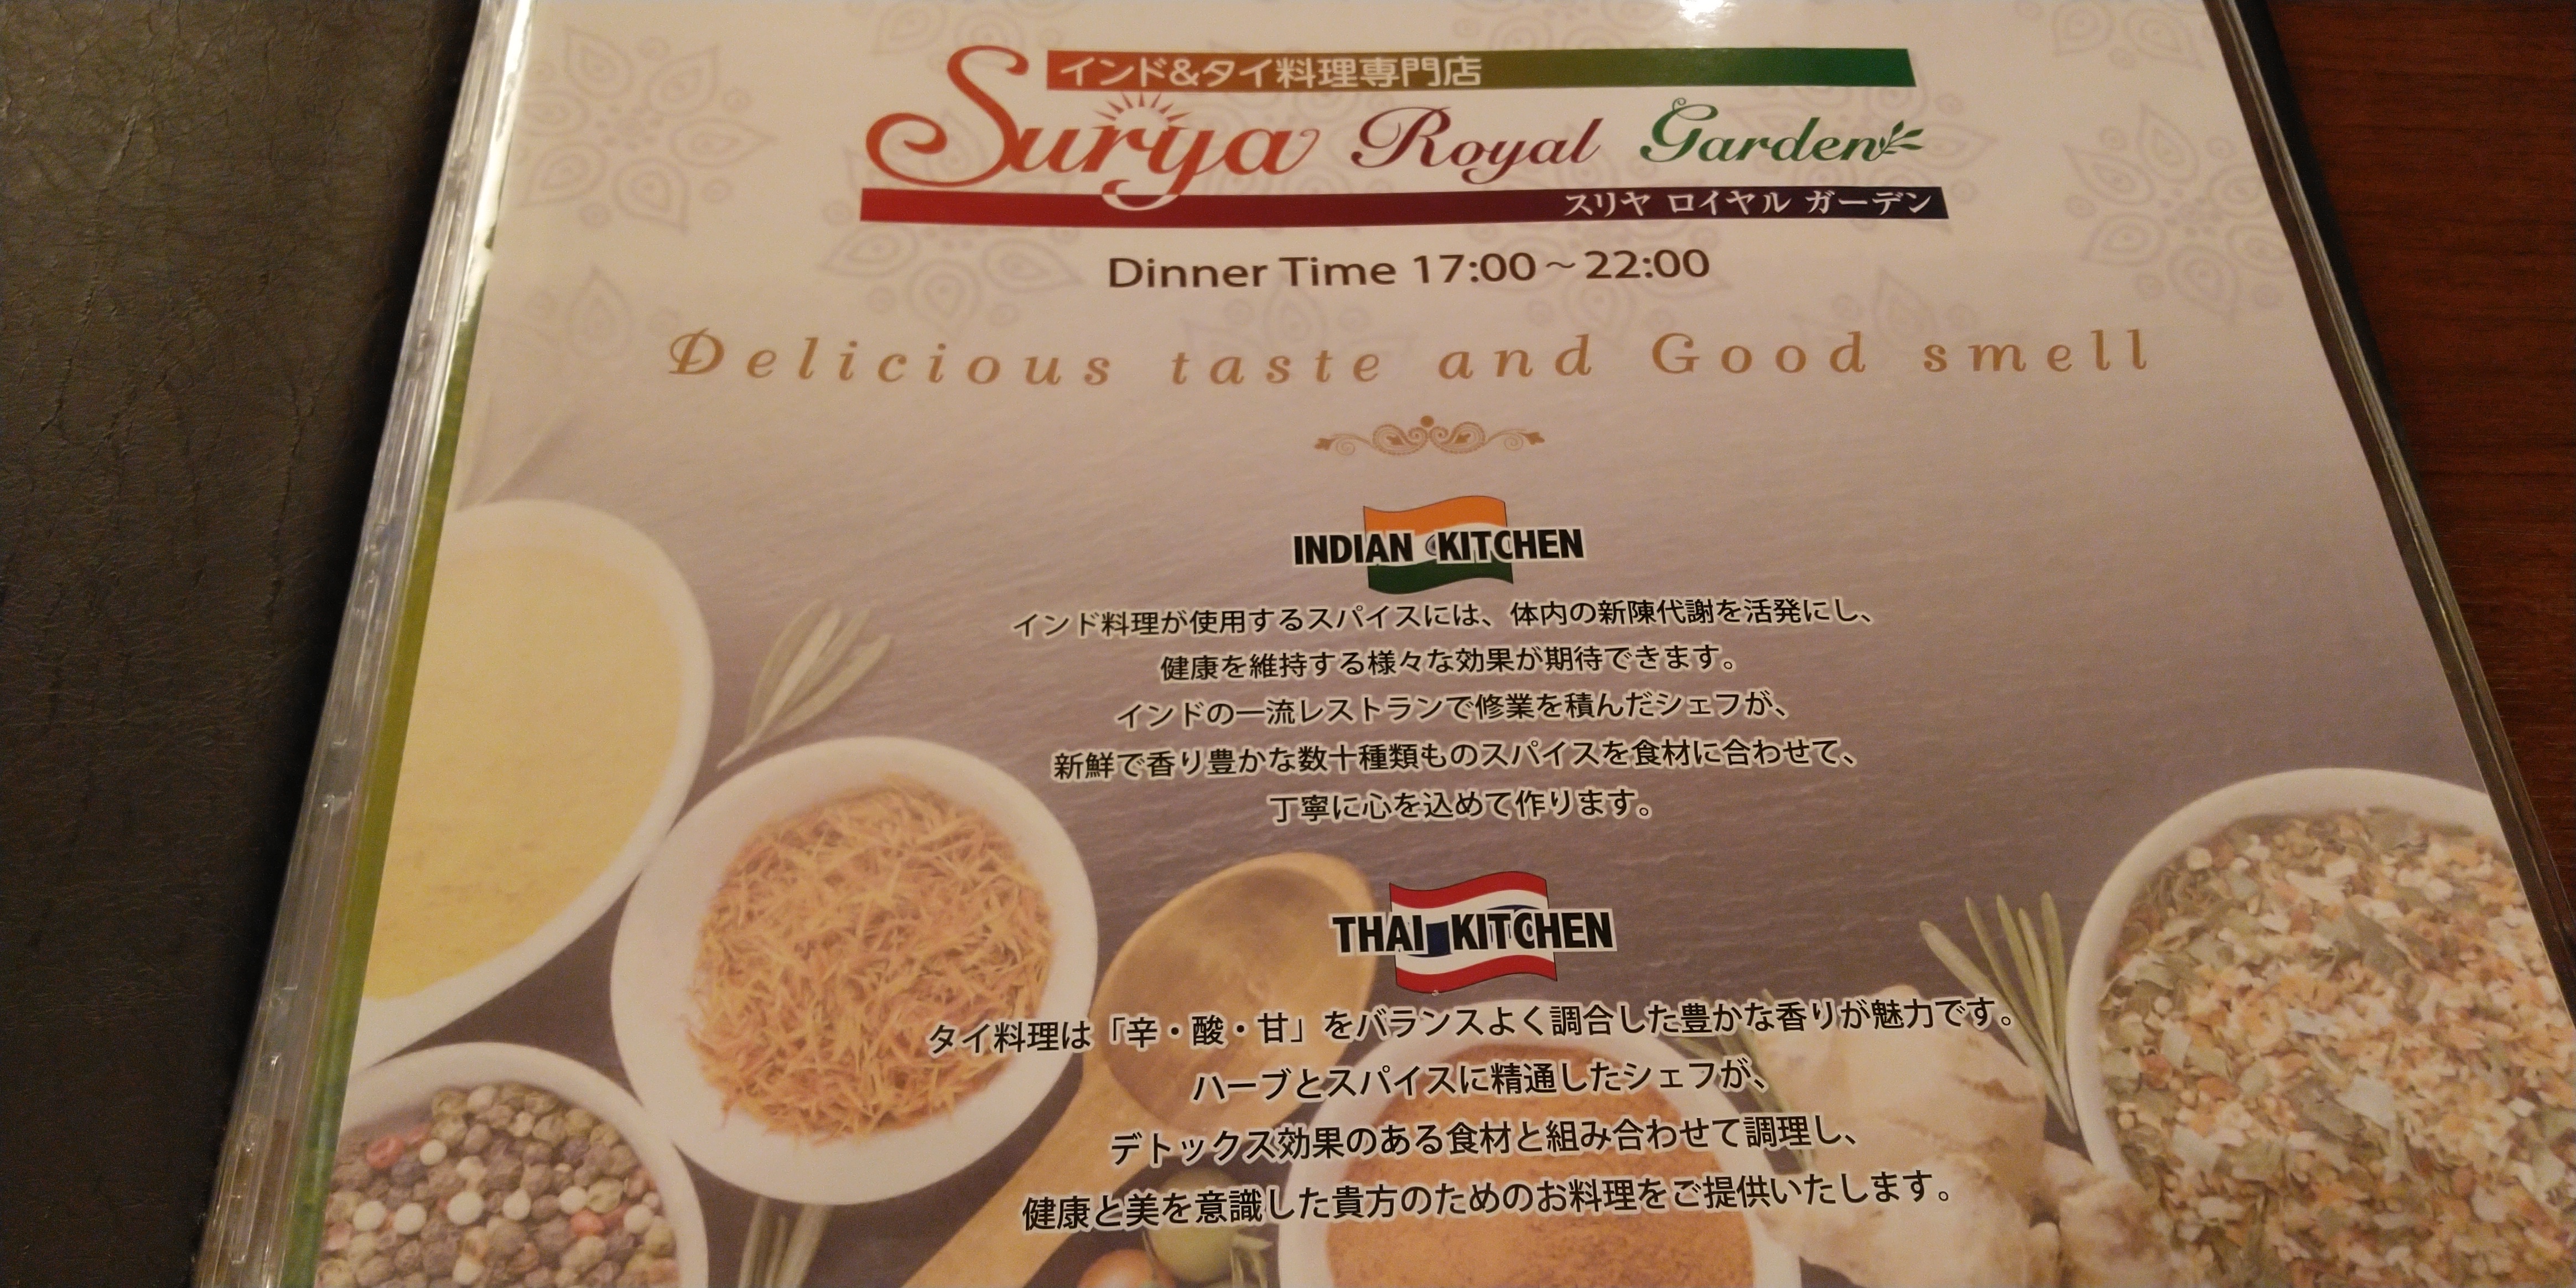 インド&タイ料理専門店
Surya Royal Garden
スリヤ ロイヤル ガーデン
Dinner Time 17:00～22:00
Delicious taste and Good smell
INDIAN KITCHEN
インド料理が使用するスパイスには、体内の新陳代謝を活発にし、
健康を維持する様々な効果が期待できます。
インドの一流レストランで修業を積んだシェフが、
新鮮で香り豊かな数十種類ものスパイスを食材に合わせて、
丁寧に心を込めて作ります。
THAI KITCHEN
タイ料理は「辛・酸・甘」をバランスよく調合した豊かな香りが魅力です。
ハーブとスパイスに精通したシェフが、
デトックス効果のある食材と組み合わせて調理し、
健康と美を意識した貴方のためのお料理をご提供いたします。